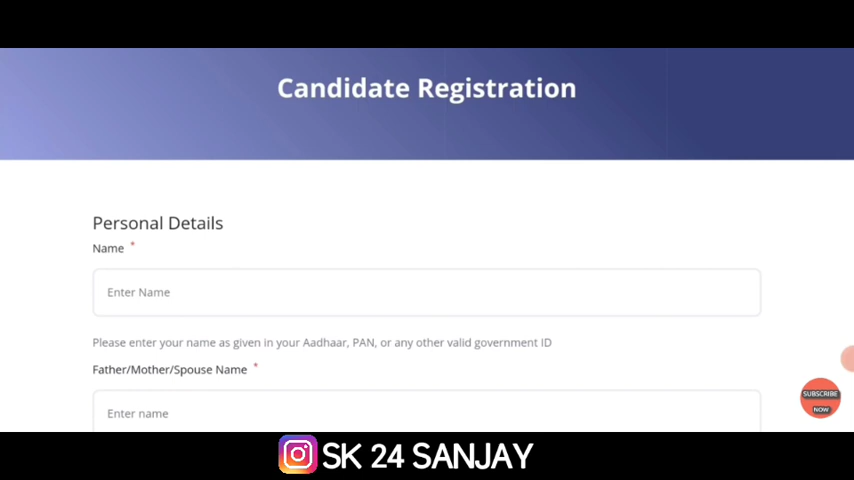 Candidate Registration
Personal Details
Name *
Enter Name
Please enter your name as given in your Aadhaar, PAN, or any other valid government ID
Father/Mother/Spouse Name *
Enter name
SUBSCRIBE
NOW
SK 24 SANJAY